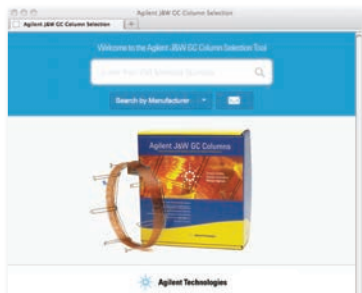 Agilent J&W GC Column Selection
Agilent J&W GC Column Selection
Welcome to the Agilent J&W GC Column Selection Tool
Search by Manufacturer
Agilent J&W GC Columns
Agilent Technologies